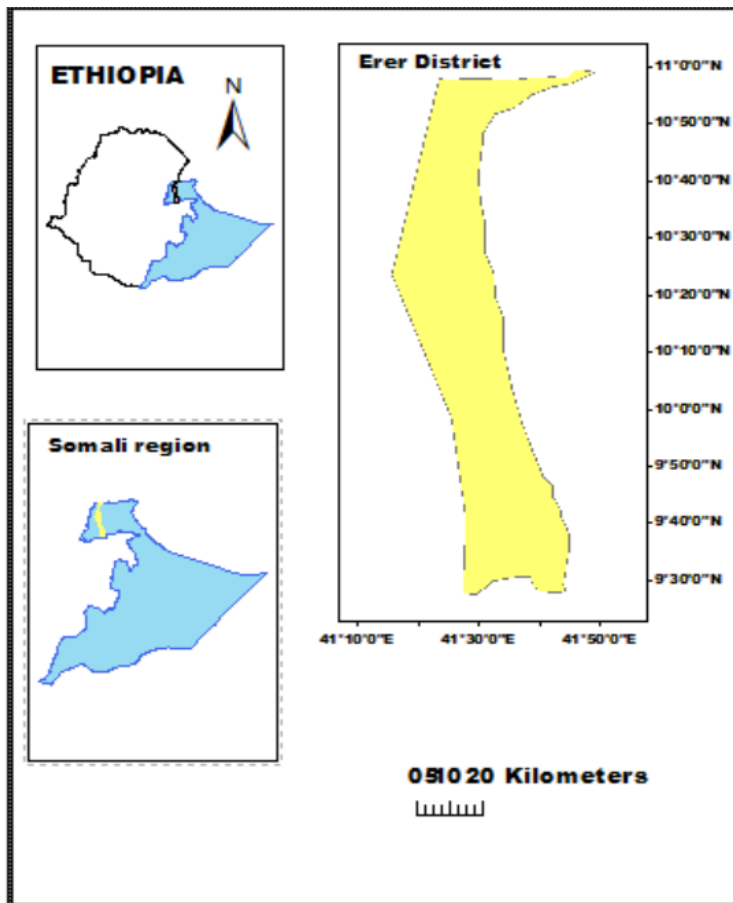 ETHIOPIA
N
Erer District
11°0'0"N
10°50'0"N
10°40'0"N
10°30'0"N
10°20'0"N
10°10'0"N
10°0'0"N
9°50'0"N
9°40'0"N
9°30'0"N
41°10'0"E
41°30'0"E
41°50'0"E
Somali region
051020 Kilometers